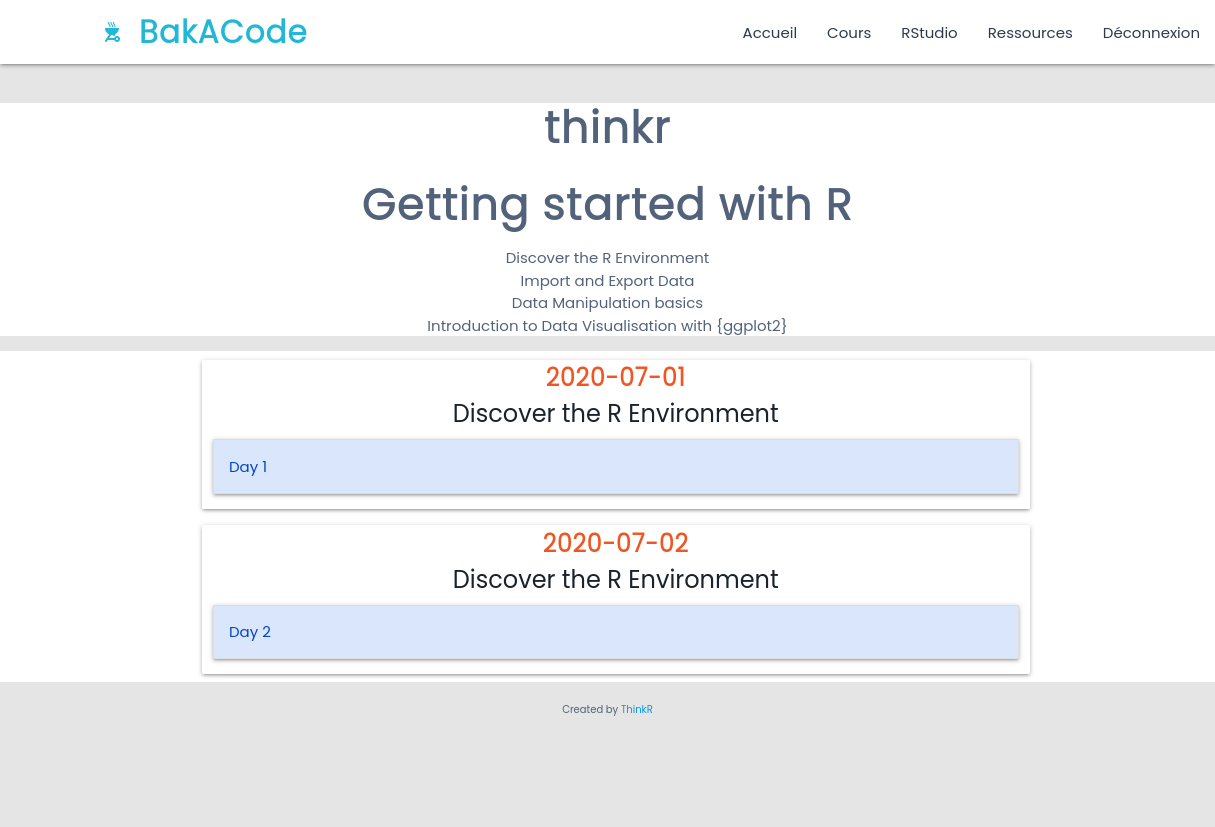 BakACode
Accueil Cours RStudio Ressources Déconnexion
thinkr
Getting started with R
Discover the R Environment
Import and Export Data
Data Manipulation basics
Introduction to Data Visualisation with {ggplot2}
2020-07-01
Discover the R Environment
Day 1
2020-07-02
Discover the R Environment
Day 2
Created by ThinkR